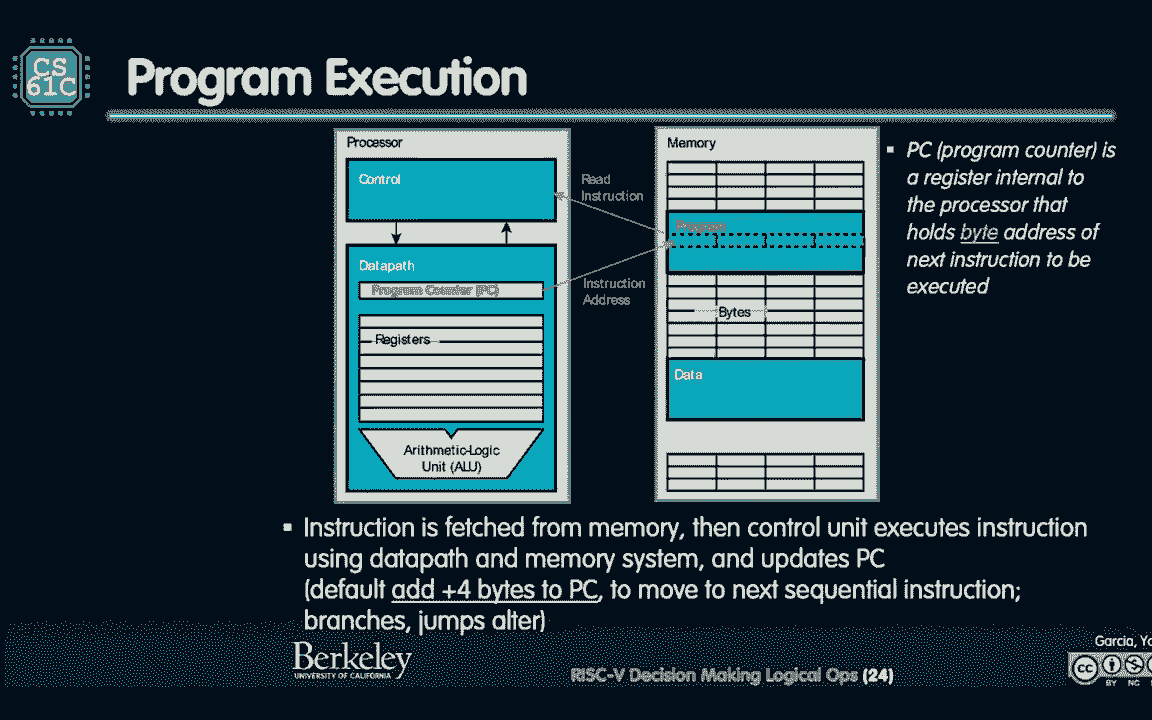 CS
61C
Program Execution
Processor
Control
Datapath
Program Counter (PC)
Registers
Arithmetic-Logic
Unit (ALU)
Read
Instruction
Instruction
Address
Memory
Program
Bytes
Data
▪ PC (program counter) is
a register internal to
the processor that
holds byte address of
next instruction to be
executed
▪ Instruction is fetched from memory, then control unit executes instruction
using datapath and memory system, and updates PC
(default add +4 bytes to PC, to move to next sequential instruction;
branches, jumps alter)
Berkeley
UNIVERSITY OF CALIFORNIA
RISC-V Decision Making Logical Ops (24)
Garcia,
cc
BY NC